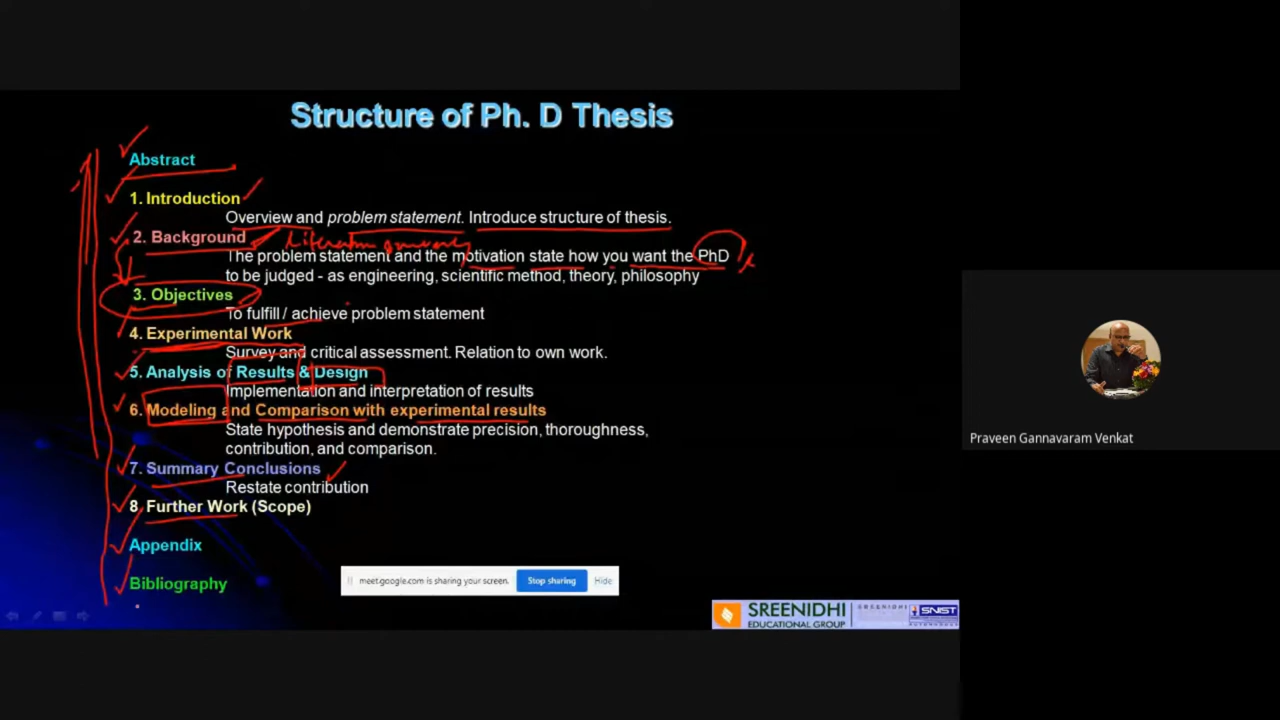 Structure of Ph. D Thesis
Abstract
1. Introduction
Overview and problem statement. Introduce structure of thesis.
2. Background
Literature survey
The problem statement and the motivation state how you want the PhD
to be judged - as engineering, scientific method, theory, philosophy
3. Objectives
To fulfill / achieve problem statement
4. Experimental Work
Survey and critical assessment. Relation to own work.
5. Analysis of Results & Design
Implementation and interpretation of results
6. Modeling and Comparison with experimental results
State hypothesis and demonstrate precision, thoroughness,
contribution, and comparison.
7. Summary Conclusions
Restate contribution
8. Further Work (Scope)
Appendix
Bibliography
meet.google.com is sharing your screen. Stop sharing Hide
SREENIDHI
EDUCATIONAL GROUP
SREENIDHI
SNIST
Praveen Gannavaram Venkat